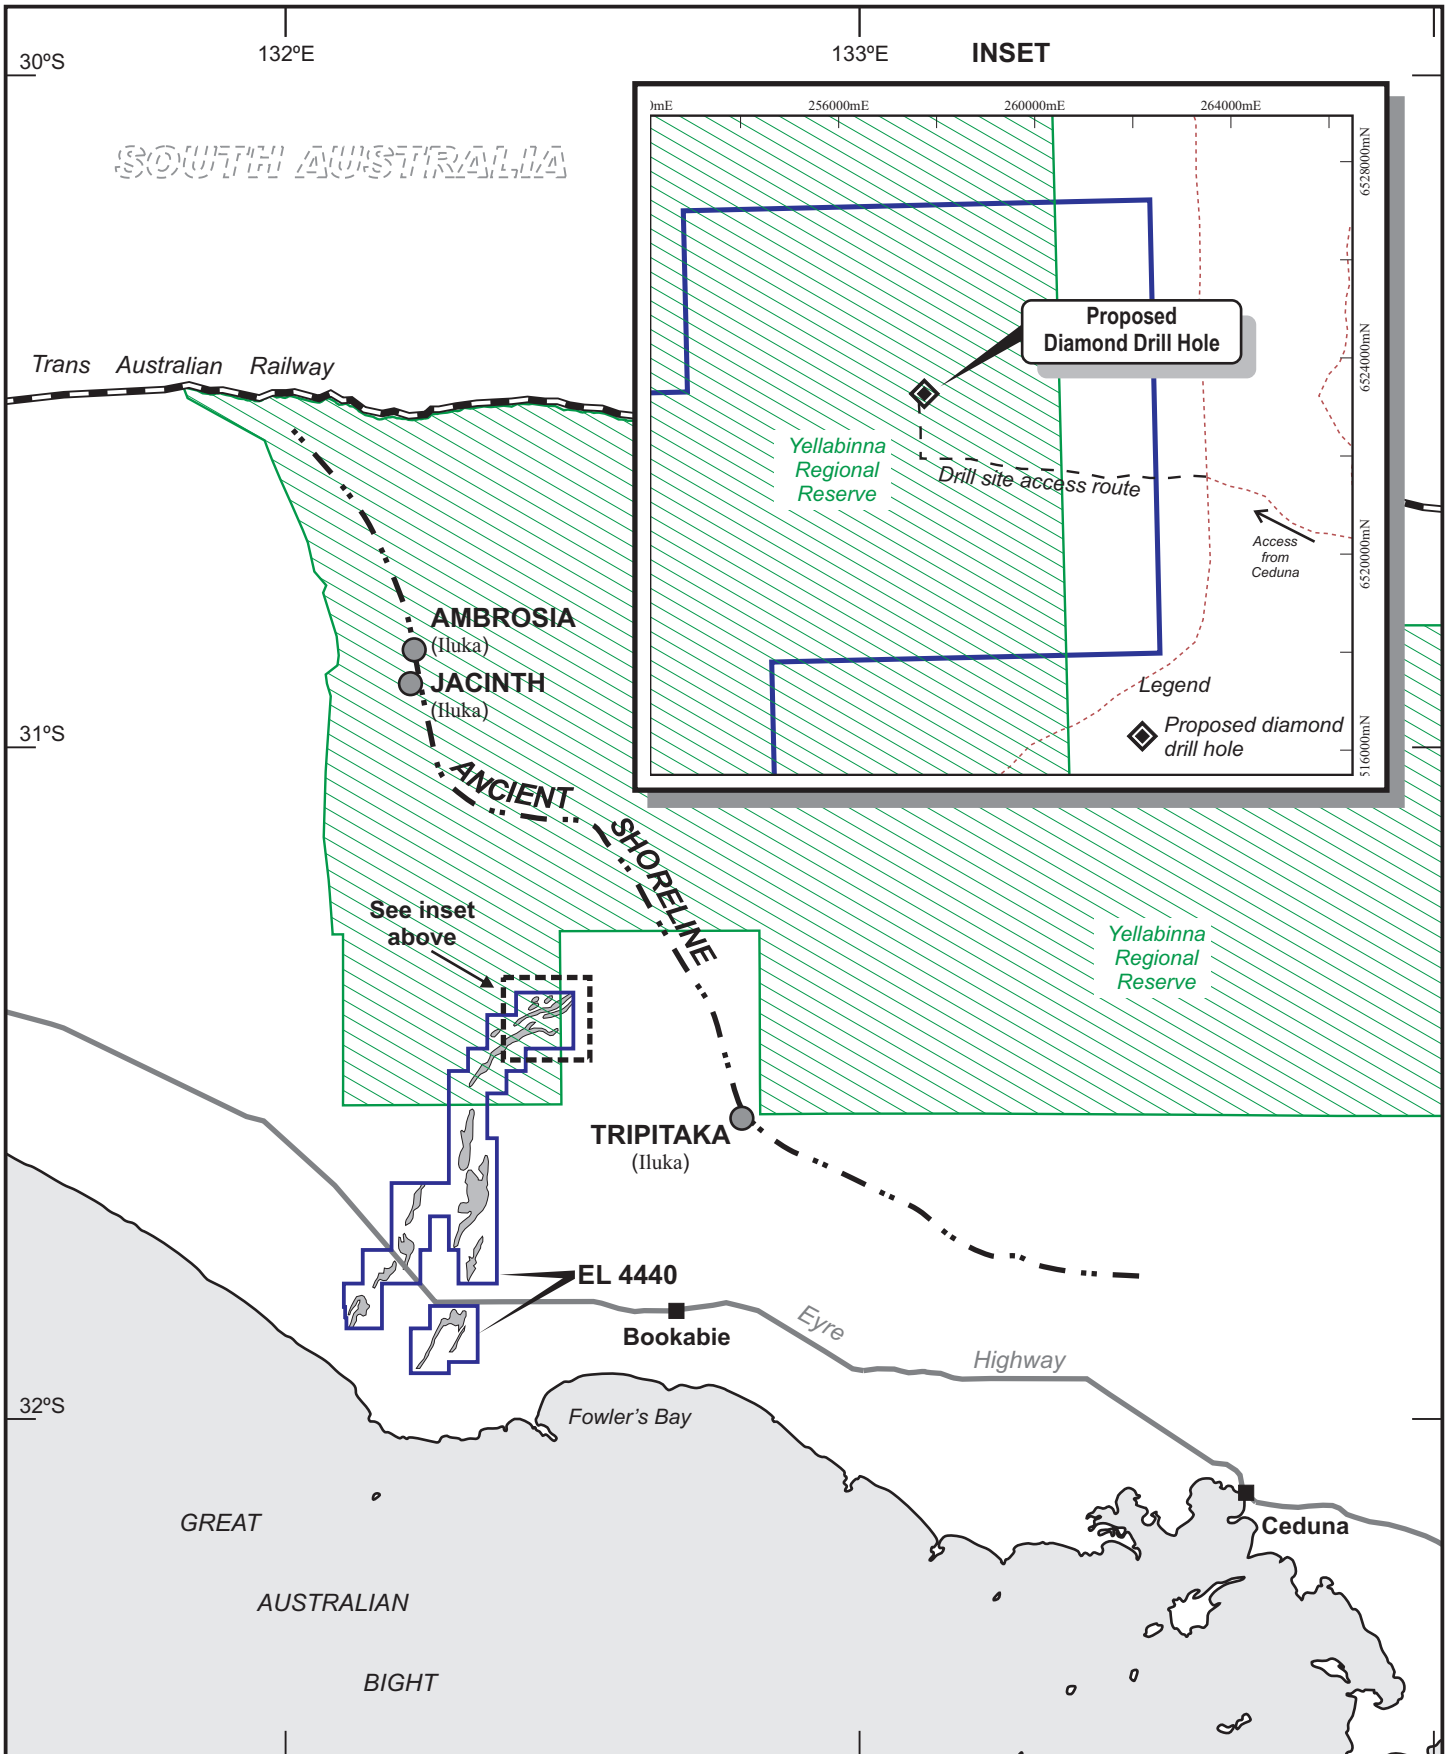 132ºE
133ºE
INSET
30ºS
SOUTH AUSTRALIA
256000mE
260000mE
264000mE
6528000mN
6524000mN
6520000mN
Proposed
Diamond Drill Hole
Yellabinna
Regional
Reserve
Drill site access route
Access
from
Ceduna
Legend
Proposed diamond
drill hole
Trans Australian Railway
AMBROSIA
(Iluka)
JACINTH
(Iluka)
31ºS
ANCIENT
SHORELINE
See inset
above
Yellabinna
Regional
Reserve
TRIPITAKA
(Iluka)
EL 4440
Bookabie
Eyre
Highway
32ºS
Fowler's Bay
Ceduna
GREAT
AUSTRALIAN
BIGHT